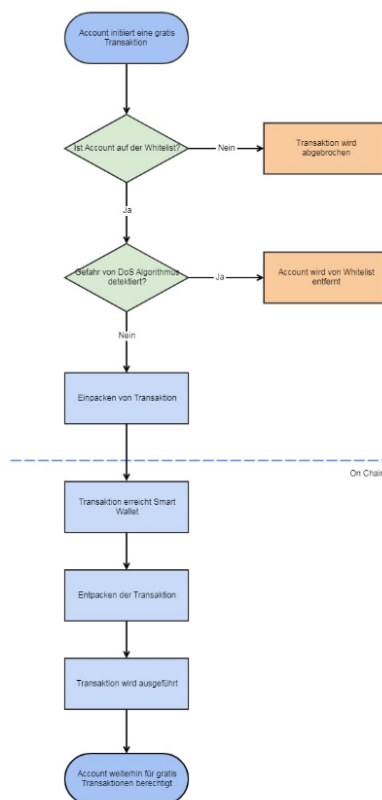 Account initiiert eine gratis
Transaktion
Ist Account auf der Whitelist?
Nein
Transaktion wird
abgebrochen
Ja
Gefahr von DoS Algorithmus
detektiert?
Ja
Account wird von Whitelist
entfernt
Nein
Einpacken von Transaktion
On Chain
Transaktion erreicht Smart
Wallet
Entpacken der Transaktion
Transaktion wird ausgeführt
Account weiterhin für gratis
Transaktionen berechtigt